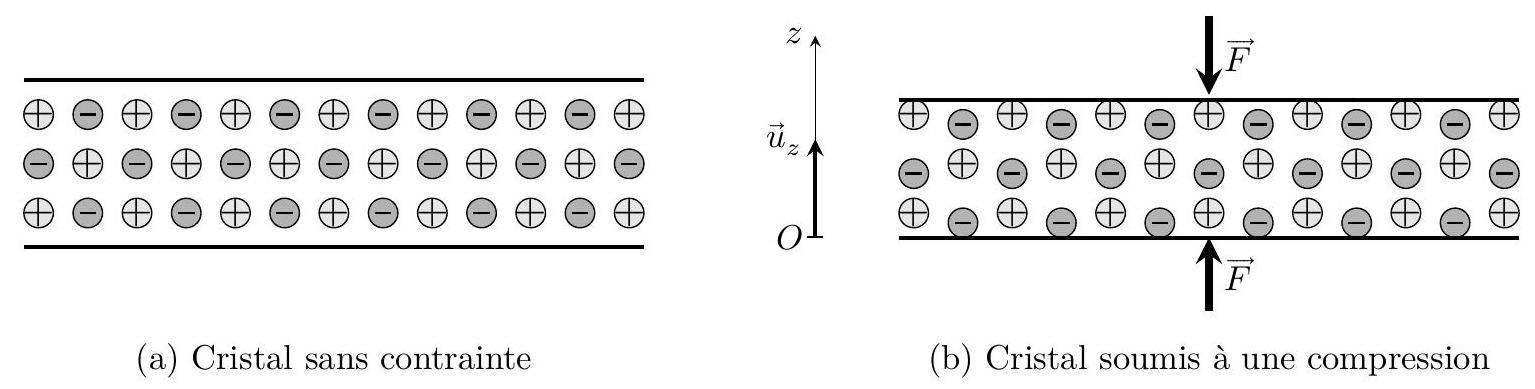 z
u⃗z
O
F⃗
F⃗
(a) Cristal sans contrainte
(b) Cristal soumis à une compression